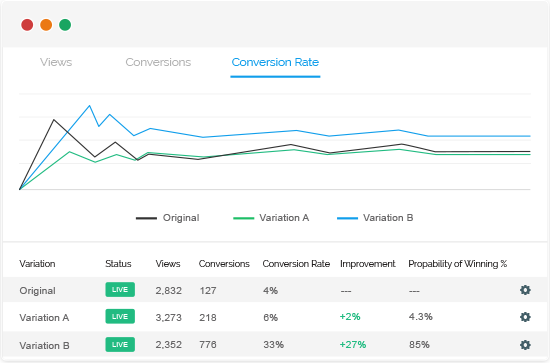 Views Conversions Conversion Rate
Original Variation A Variation B
Variation Status Views Conversions Conversion Rate Improvement Propability of Winning %
Original LIVE 2,832 127 4% --- ---
Variation A LIVE 3,273 218 6% +2% 4.3%
Variation B LIVE 2,352 776 33% +27% 85%